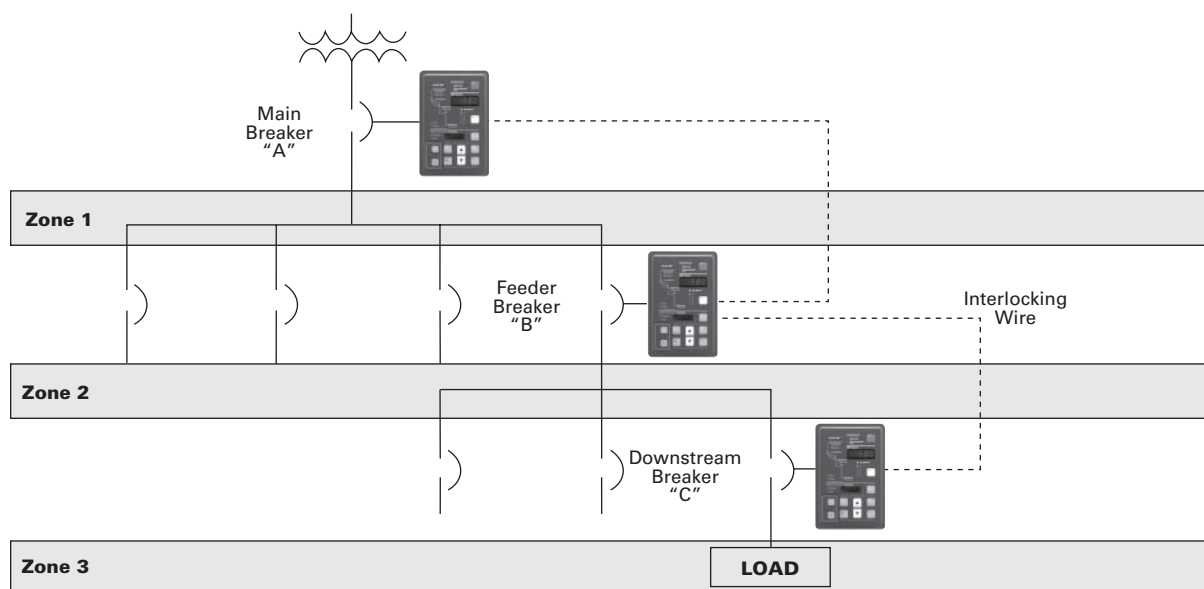 Main
Breaker
“A”
Zone 1
Feeder
Breaker
“B”
Interlocking
Wire
Zone 2
Downstream
Breaker
“C”
Zone 3
LOAD